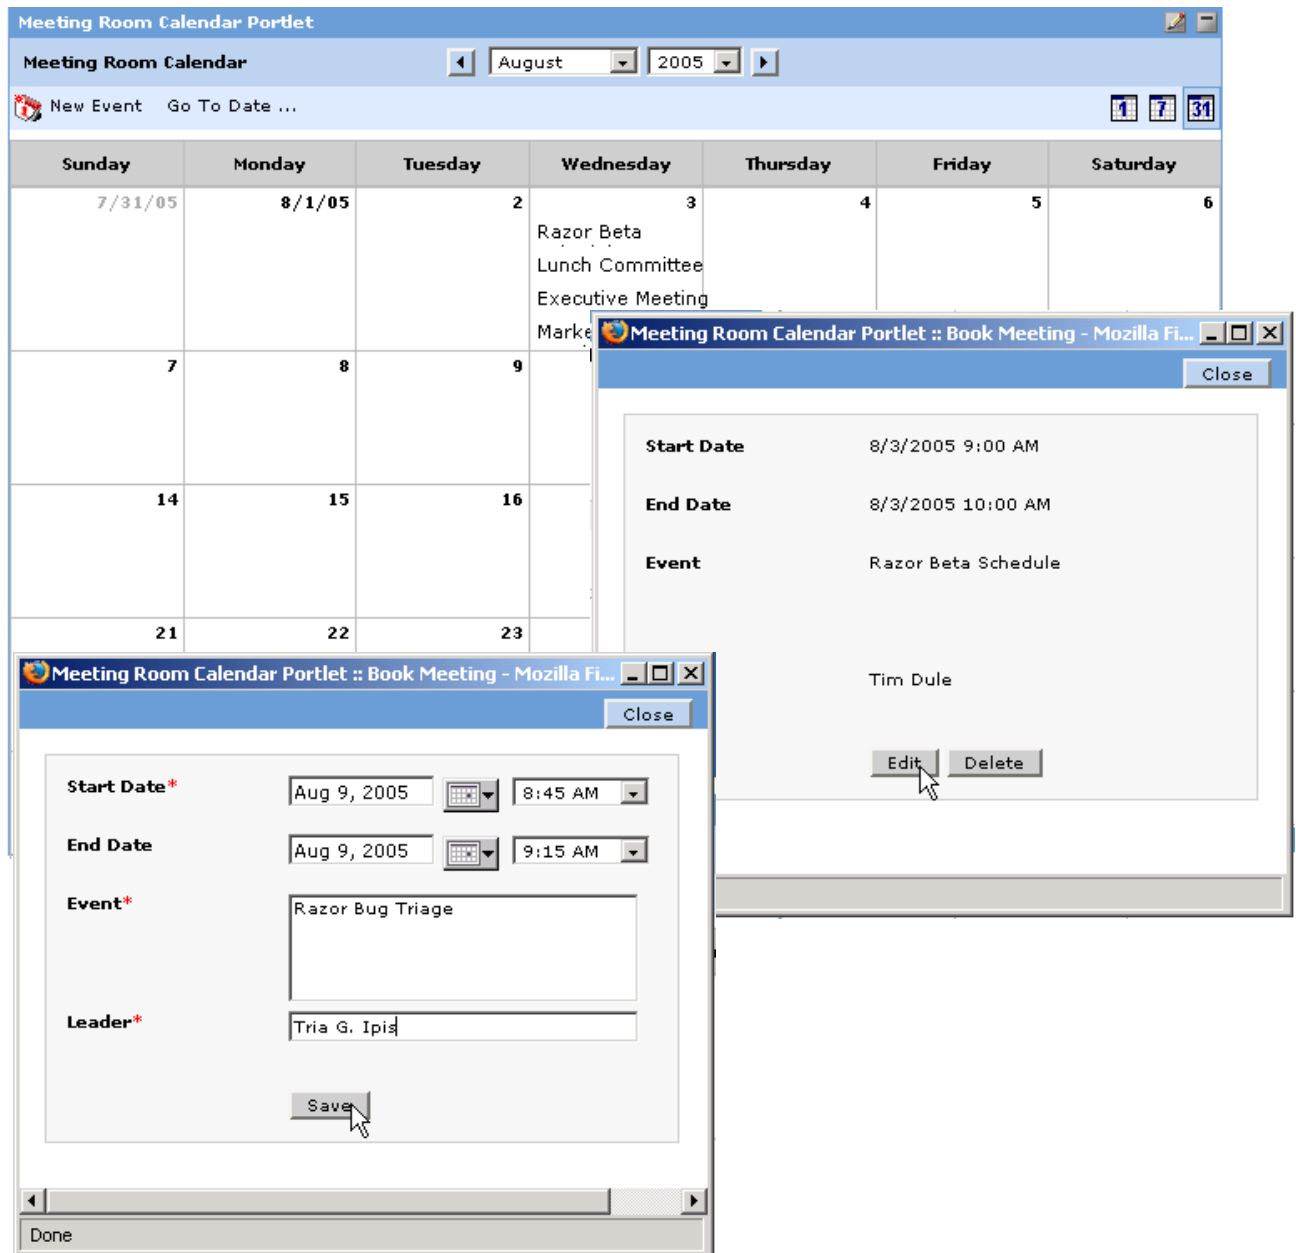 Meeting Room Calendar Portlet
Meeting Room Calendar
August
2005
New Event Go To Date ...
1 7 31
Sunday Monday Tuesday Wednesday Thursday Friday Saturday
7/31/05 8/1/05 2 3 4 5 6
Razor Beta
Lunch Committee
Executive Meeting
Marke
7 8 9
14 15 16
21 22 23
Meeting Room Calendar Portlet :: Book Meeting - Mozilla Fi...
Close
Start Date 8/3/2005 9:00 AM
End Date 8/3/2005 10:00 AM
Event Razor Beta Schedule
Tim Dule
Edit Delete
Meeting Room Calendar Portlet :: Book Meeting - Mozilla Fi...
Close
Start Date* Aug 9, 2005 8:45 AM
End Date Aug 9, 2005 9:15 AM
Event* Razor Bug Triage
Leader* Tria G. Ipis
Save
Done